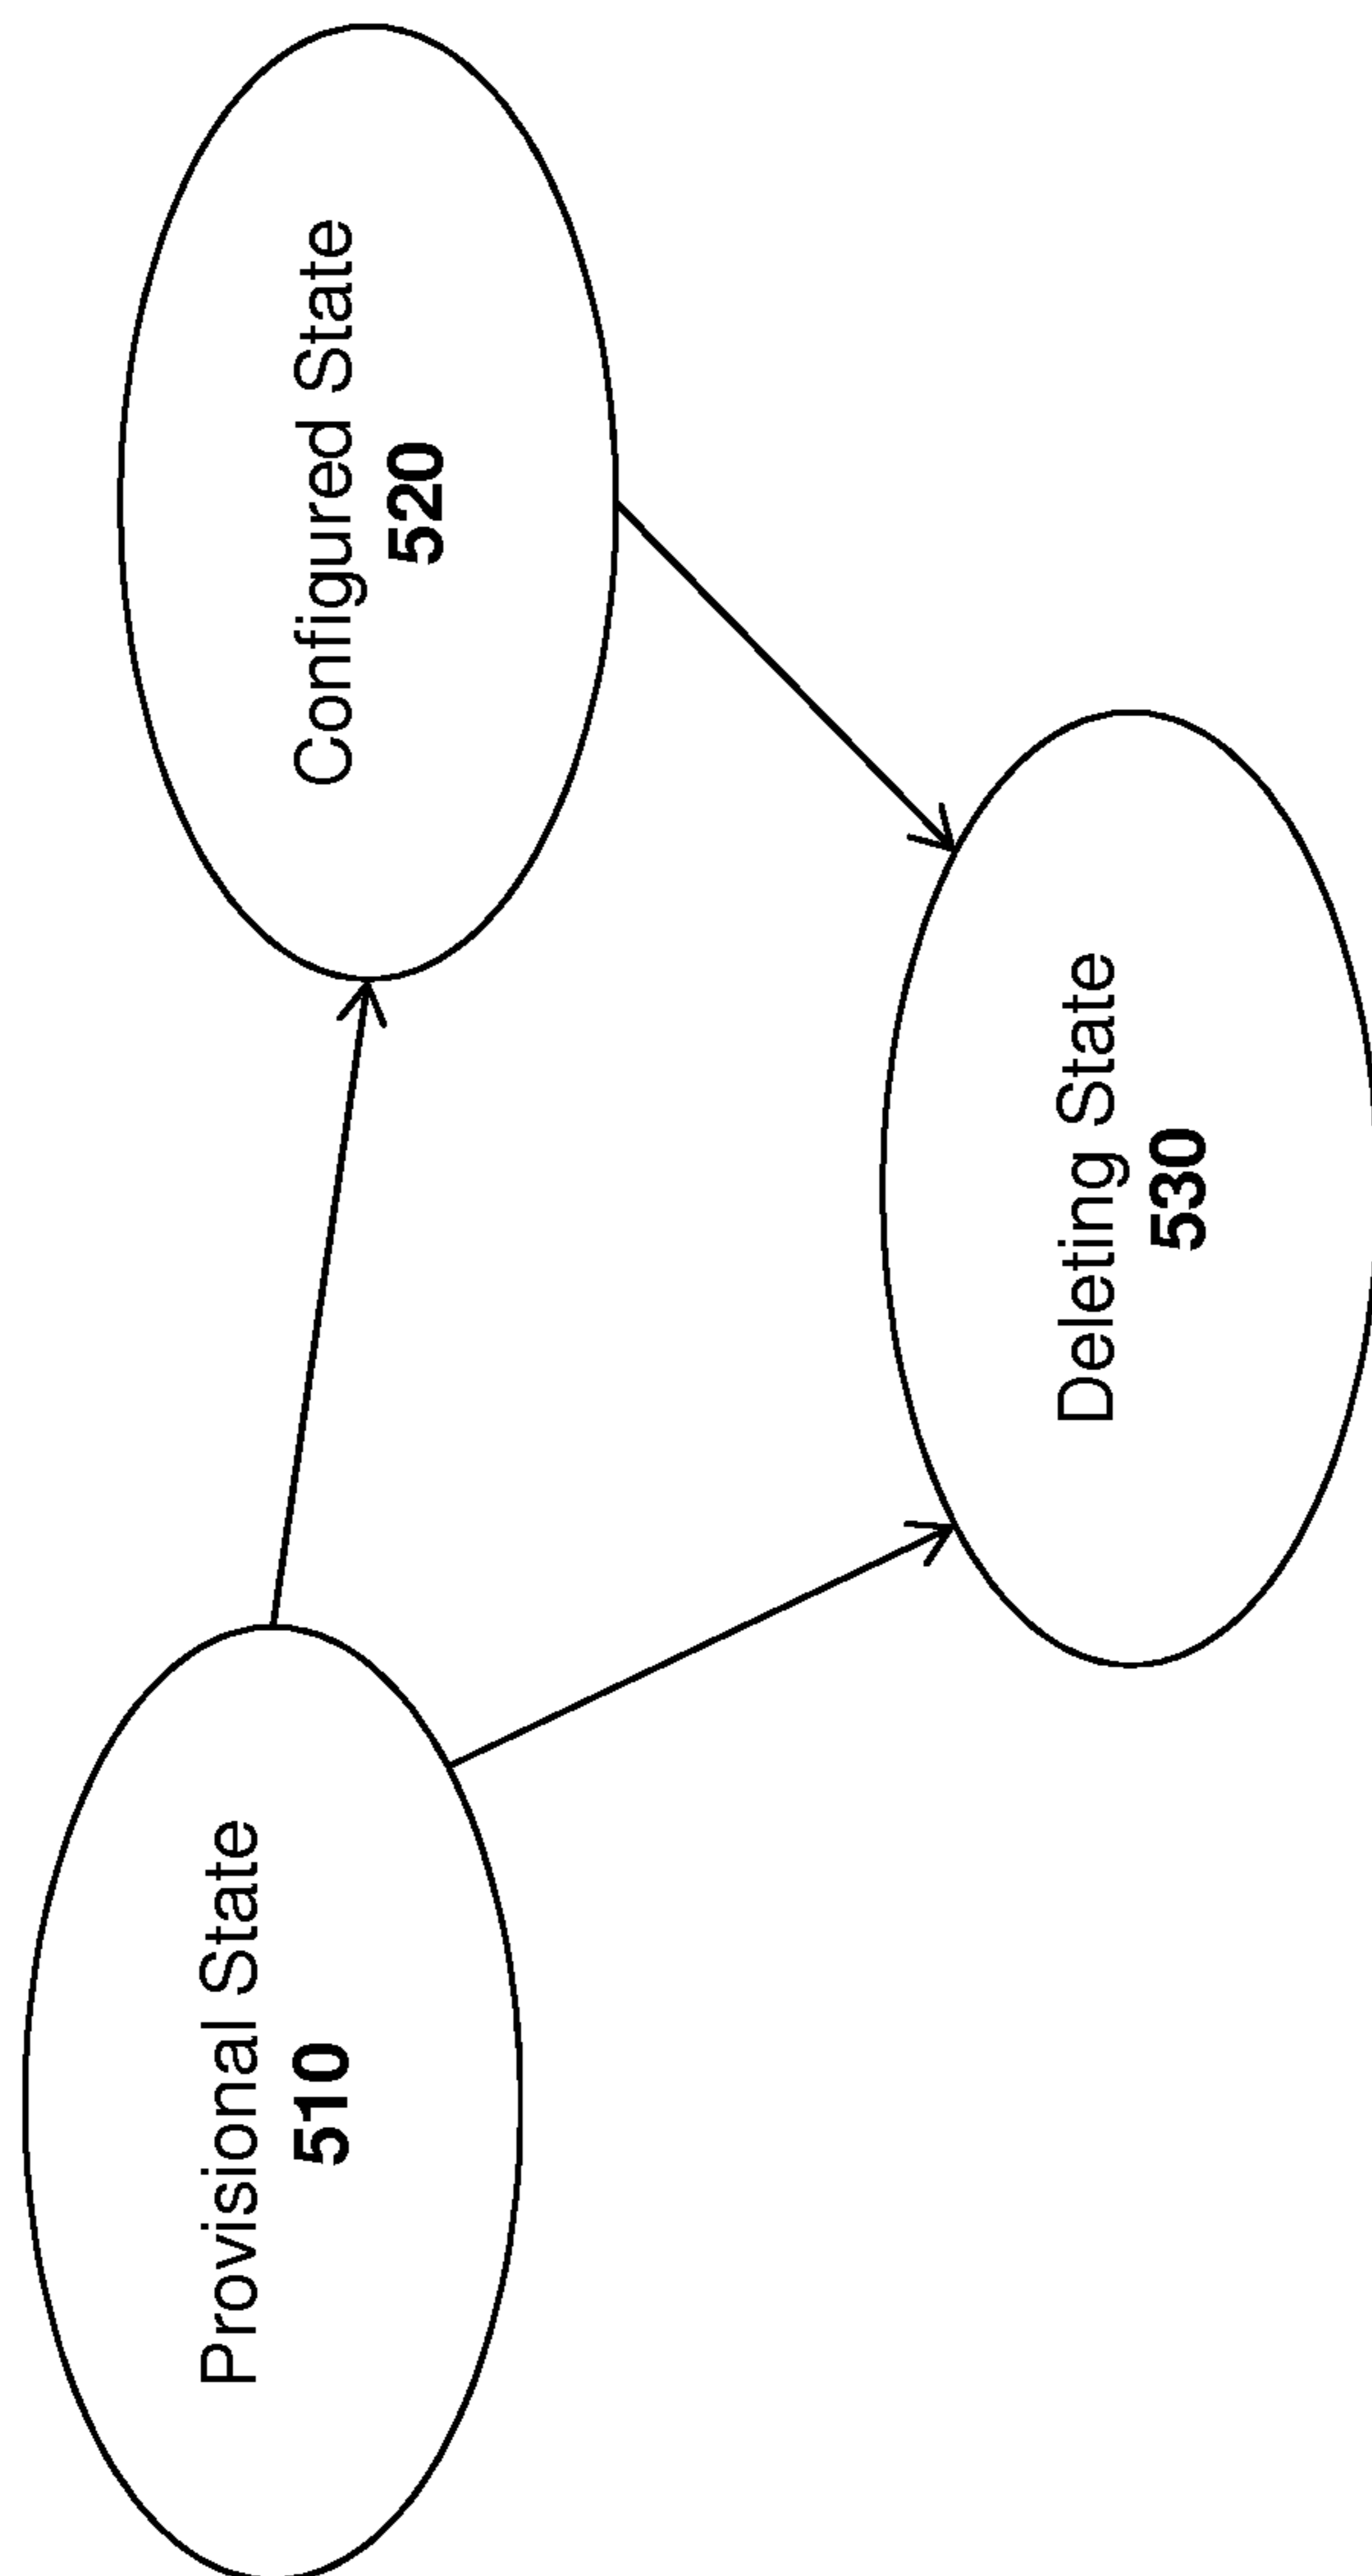 Provisional State
510
Configured State
520
Deleting State
530